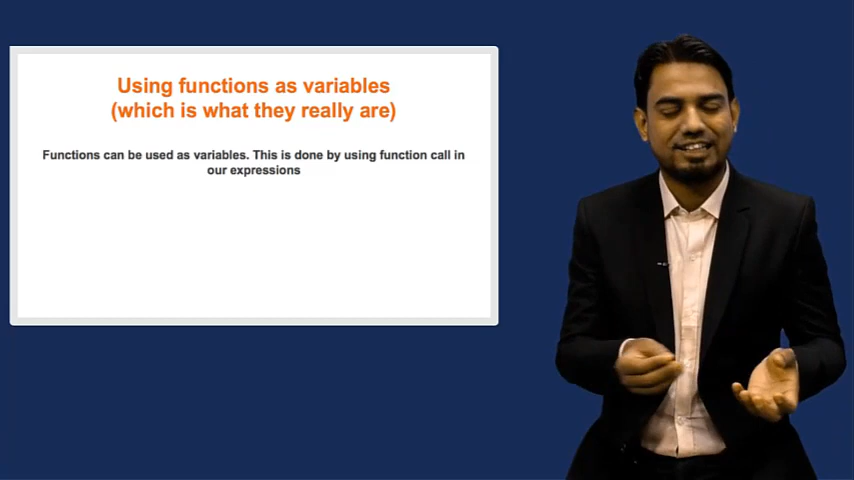 Using functions as variables
(which is what they really are)
Functions can be used as variables. This is done by using function call in
our expressions